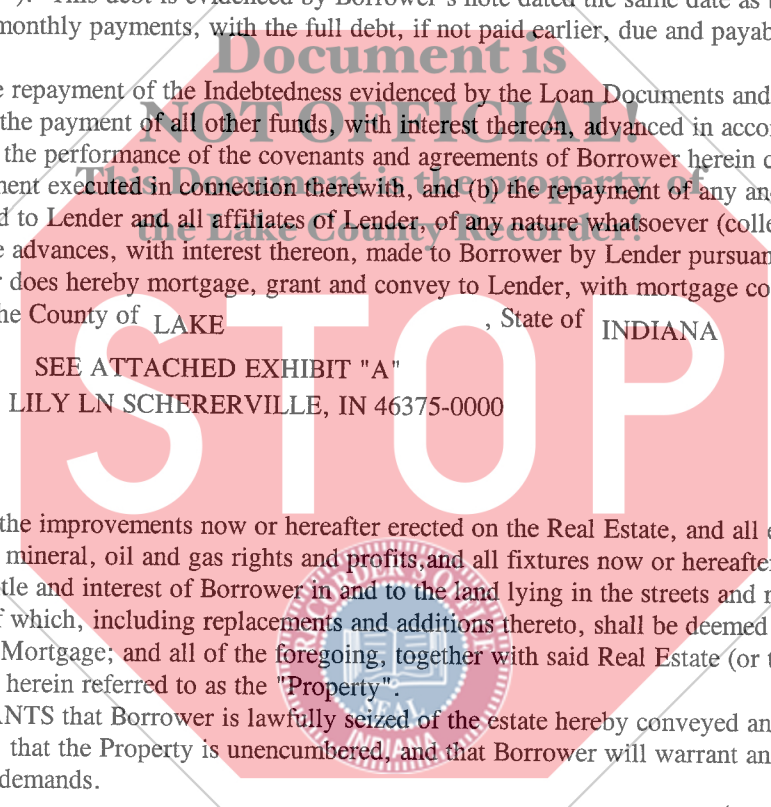 ). This debt is evidenced by Borrower's note dated the same date as
monthly payments, with the full debt, if not paid earlier, due and payab
Document is
repayment of the Indebtedness evidenced by the Loan Documents and
NOT OFFICIAL!
the payment of all other funds, with interest thereon, advanced in acco
the performance of the covenants and agreements of Borrower herein c
This Document is the property of
nent executed in connection therewith, and (b) the repayment of any an
d to Lender and all affiliates of Lender, of any nature whatsoever (colle
the Lake County Recorder!
e advances, with interest thereon, made to Borrower by Lender pursuan
does hereby mortgage, grant and convey to Lender, with mortgage co
he County of LAKE , State of INDIANA
SEE ATTACHED EXHIBIT "A"
LILY LN SCHERERVILLE, IN 46375-0000
STOP
the improvements now or hereafter erected on the Real Estate, and all
mineral, oil and gas rights and profits,and all fixtures now or hereafter
tle and interest of Borrower in and to the land lying in the streets and r
f which, including replacements and additions thereto, shall be deemed
Mortgage; and all of the foregoing, together with said Real Estate (or t
herein referred to as the "Property".
ANTS that Borrower is lawfully seized of the estate hereby conveyed an
that the Property is unencumbered, and that Borrower will warrant an
demands.
RECORDER'S OFFICE
SEAL
INDIANA